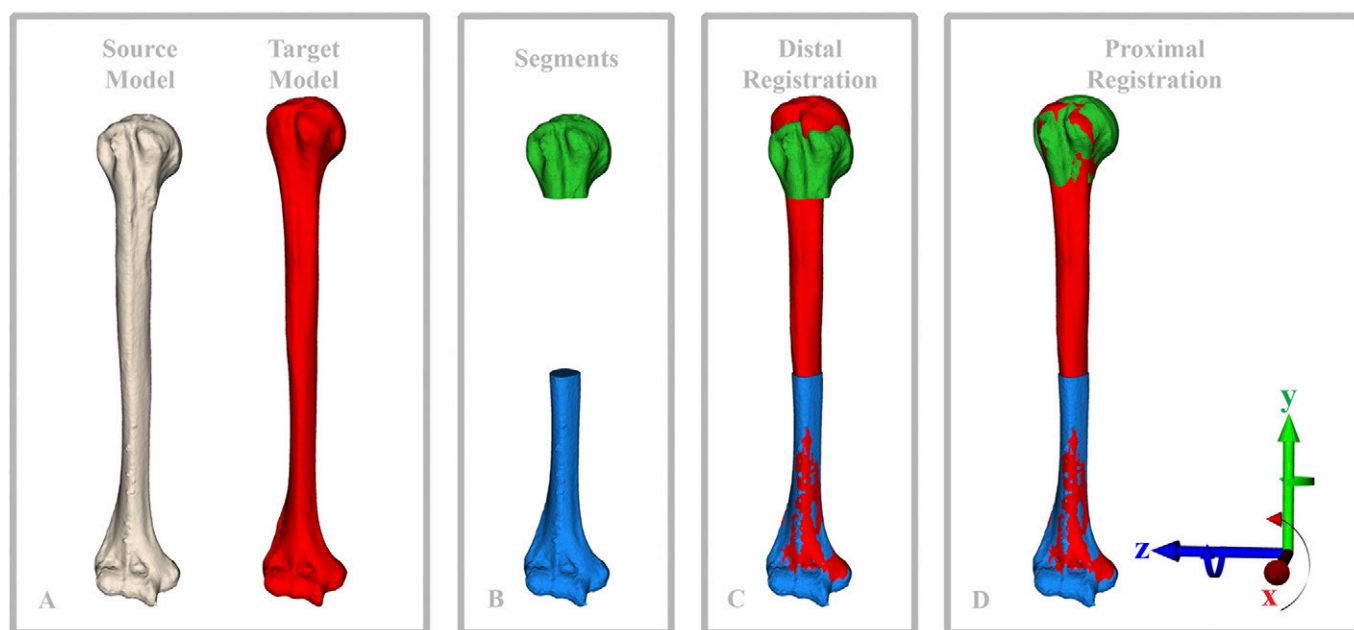 Source
Model
Target
Model
Segments
Distal
Registration
Proximal
Registration
A
B
C
D
y
z
x